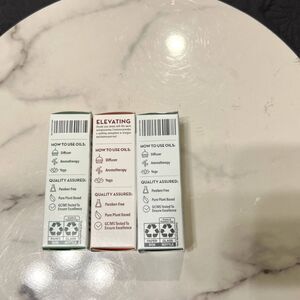 HOW TO USE OILS:
Diffuser
Aromatherapy
Yoga
QUALITY ASSURED:
Paraben Free
Pure Plant Based
GC/MS Tested To
Ensure Excellence
ELEVATING
HOW TO USE OILS:
Diffuser
Aromatherapy
Yoga
QUALITY ASSURED:
Paraben Free
Pure Plant Based
GC/MS Tested To
Ensure Excellence
HOW TO USE OILS:
Diffuser
Aromatherapy
Yoga
QUALITY ASSURED:
Paraben Free
Pure Plant Based
GC/MS Tested To
Ensure Excellence